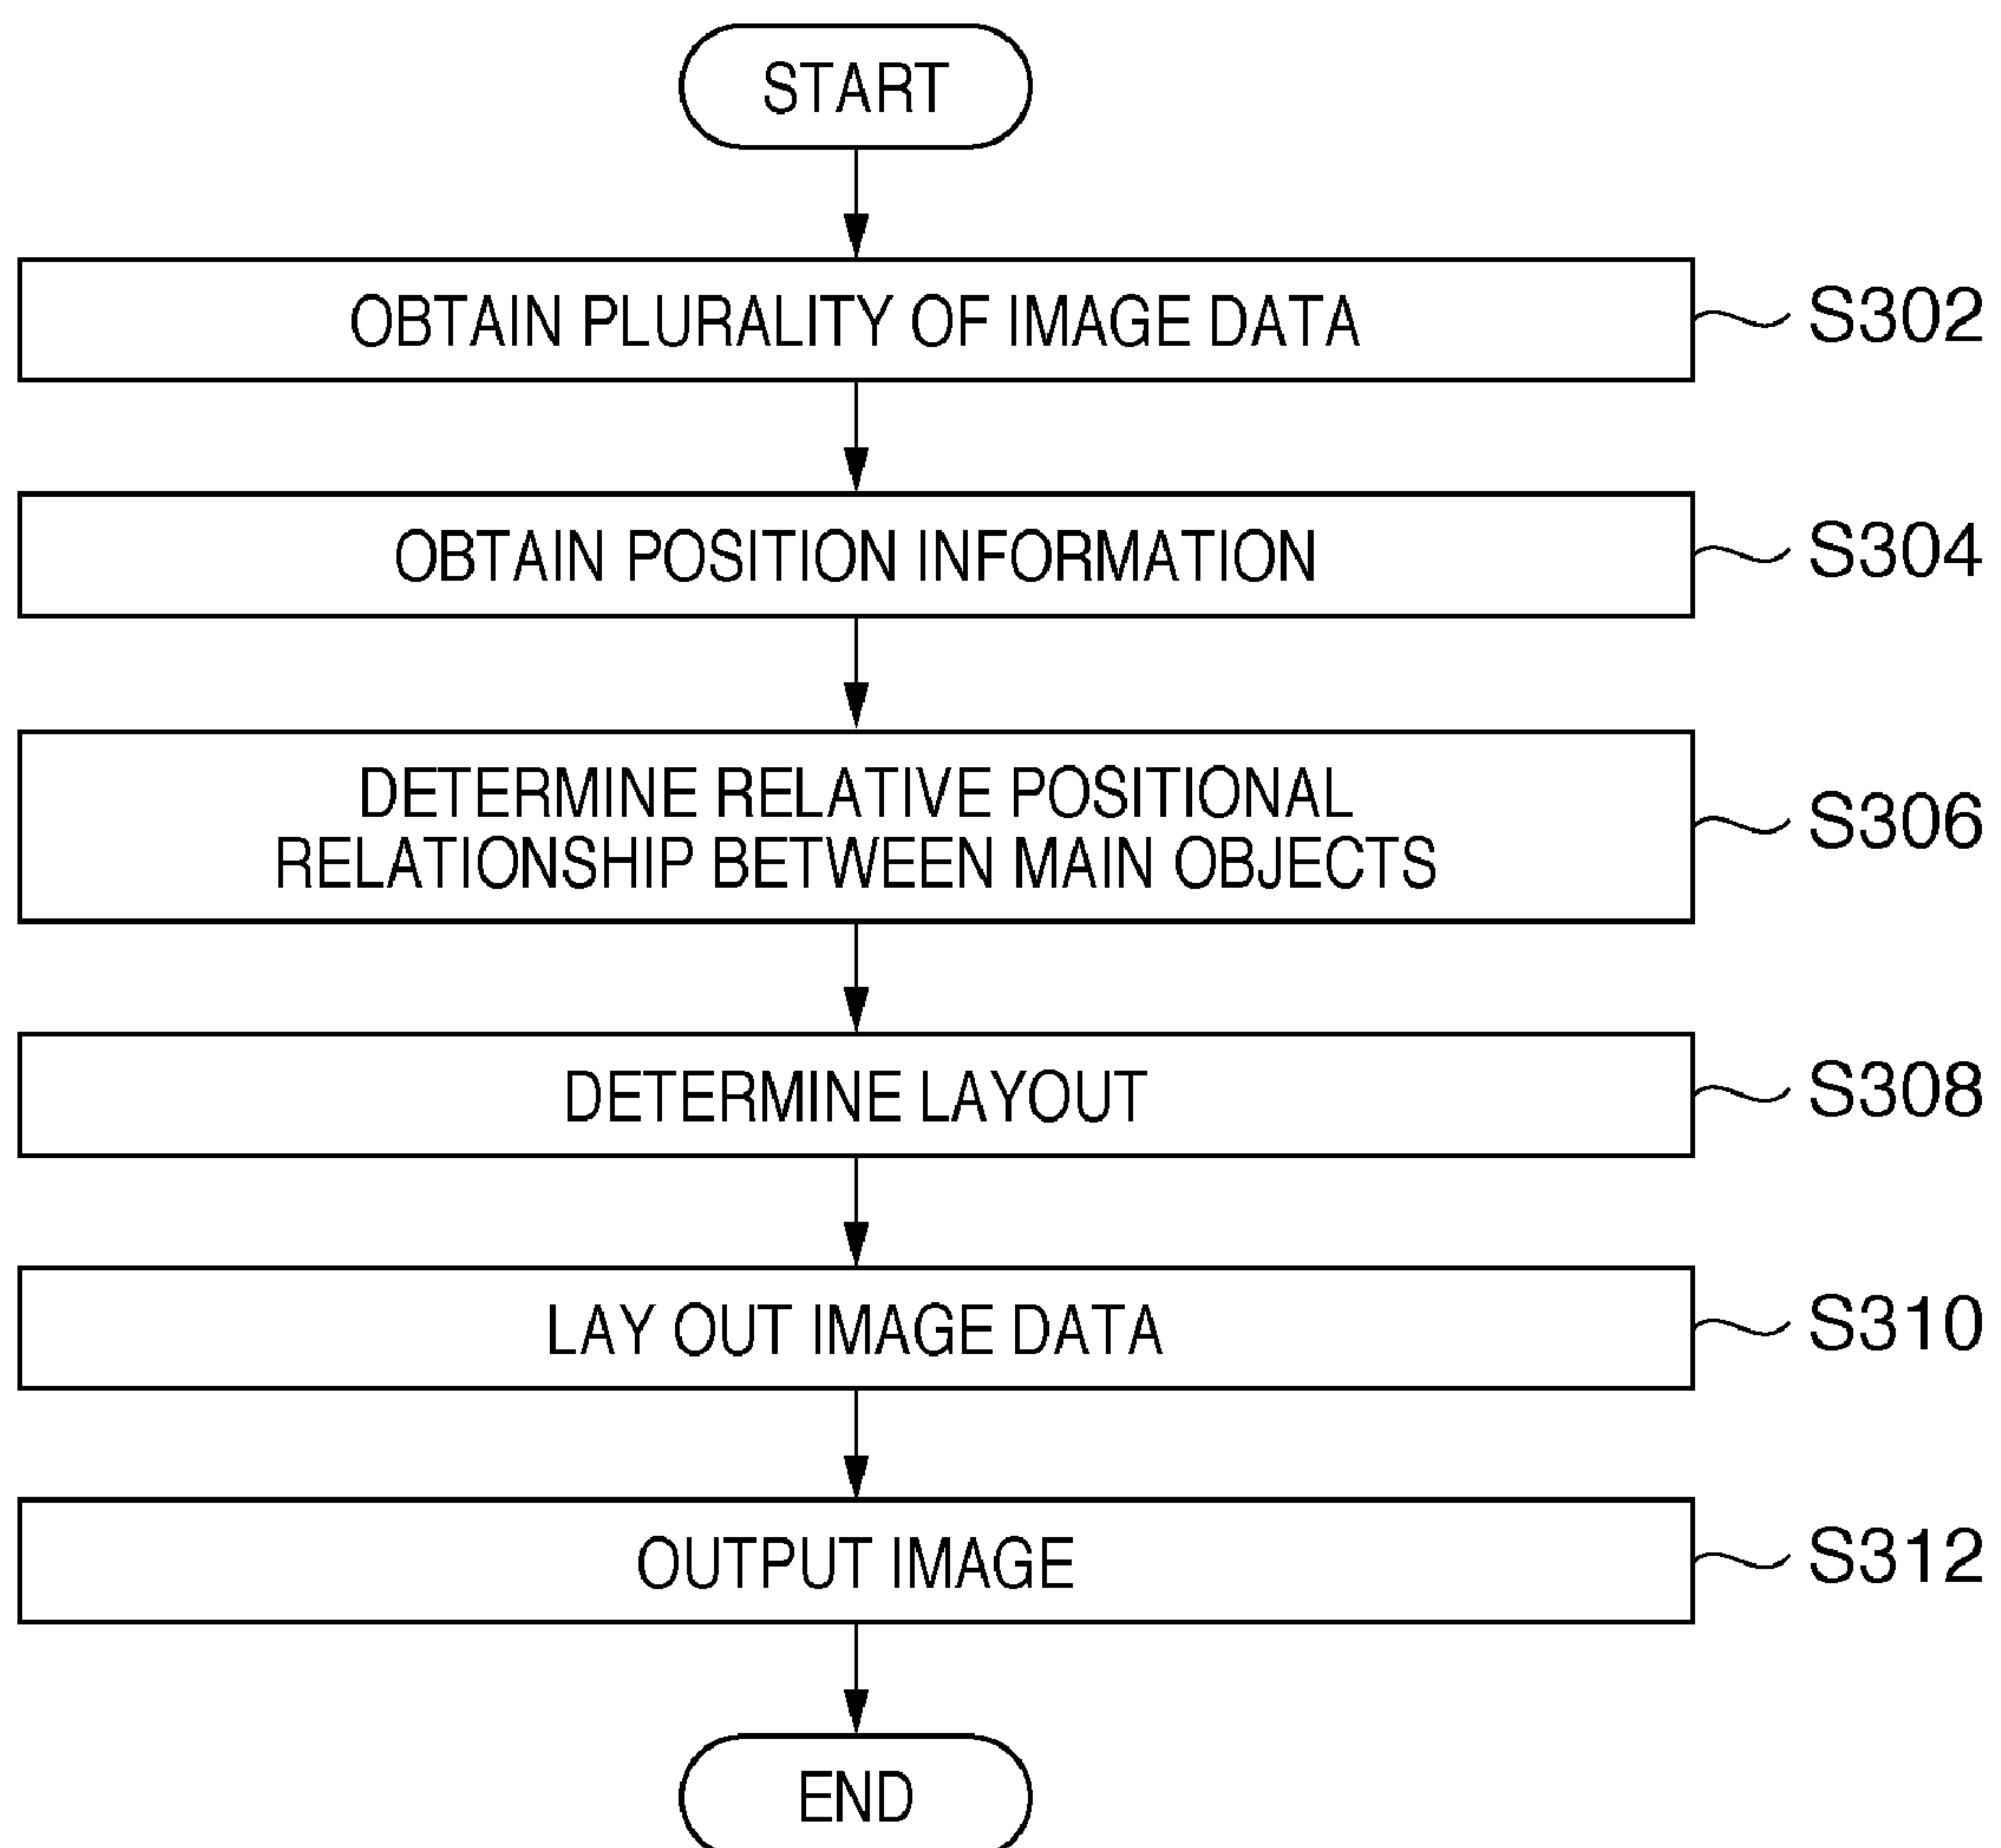 START
OBTAIN PLURALITY OF IMAGE DATA
S302
OBTAIN POSITION INFORMATION
S304
DETERMINE RELATIVE POSITIONAL
RELATIONSHIP BETWEEN MAIN OBJECTS
S306
DETERMINE LAYOUT
S308
LAY OUT IMAGE DATA
S310
OUTPUT IMAGE
S312
END